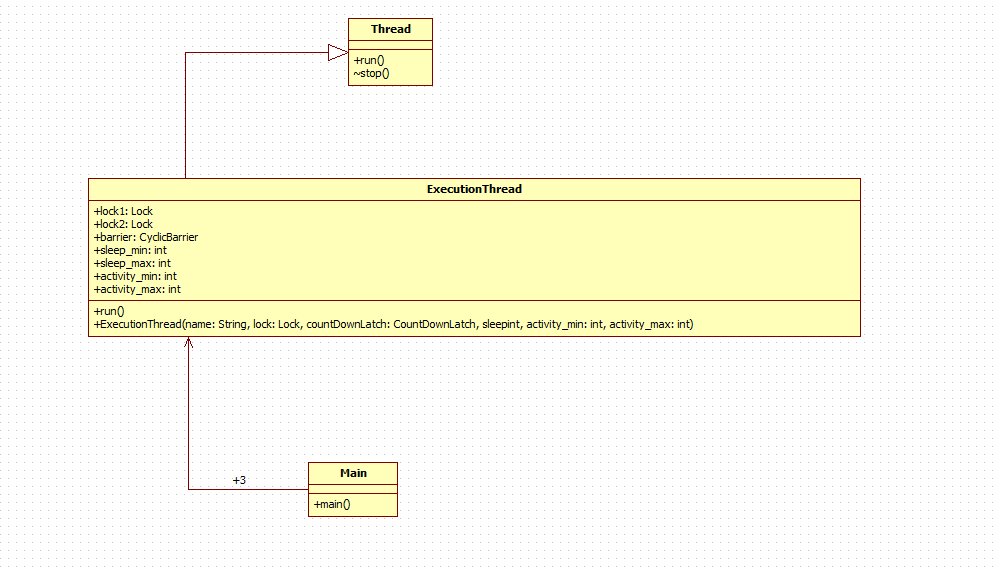 Thread
+run()
~stop()
ExecutionThread
+lock1: Lock
+lock2: Lock
+barrier: CyclicBarrier
+sleep_min: int
+sleep_max: int
+activity_min: int
+activity_max: int
+run()
+ExecutionThread(name: String, lock: Lock, countDownLatch: CountDownLatch, sleepint, activity_min: int, activity_max: int)
+3
Main
+main()